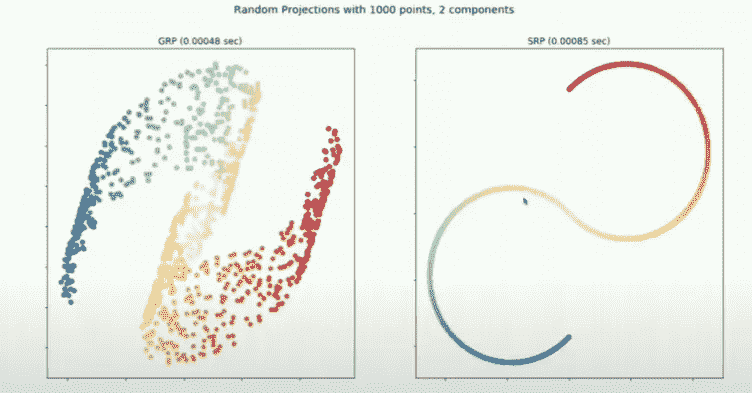 Random Projections with 1000 points, 2 components
GRP (0.00048 sec)
SRP (0.00085 sec)